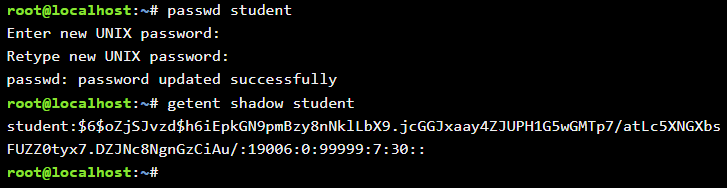 root@localhost:~# passwd student
Enter new UNIX password:
Retype new UNIX password:
passwd: password updated successfully
root@localhost:~# getent shadow student
student:$6$oZjSJvzd$h6iEpkGN9pmBzy8nNklLbX9.jcGGJxaay4ZJUPH1G5wGMTp7/atLc5XNGXbs
FUZZ0tyx7.DZJNc8NgnGzCiAu/:19006:0:99999:7:30::
root@localhost:~#